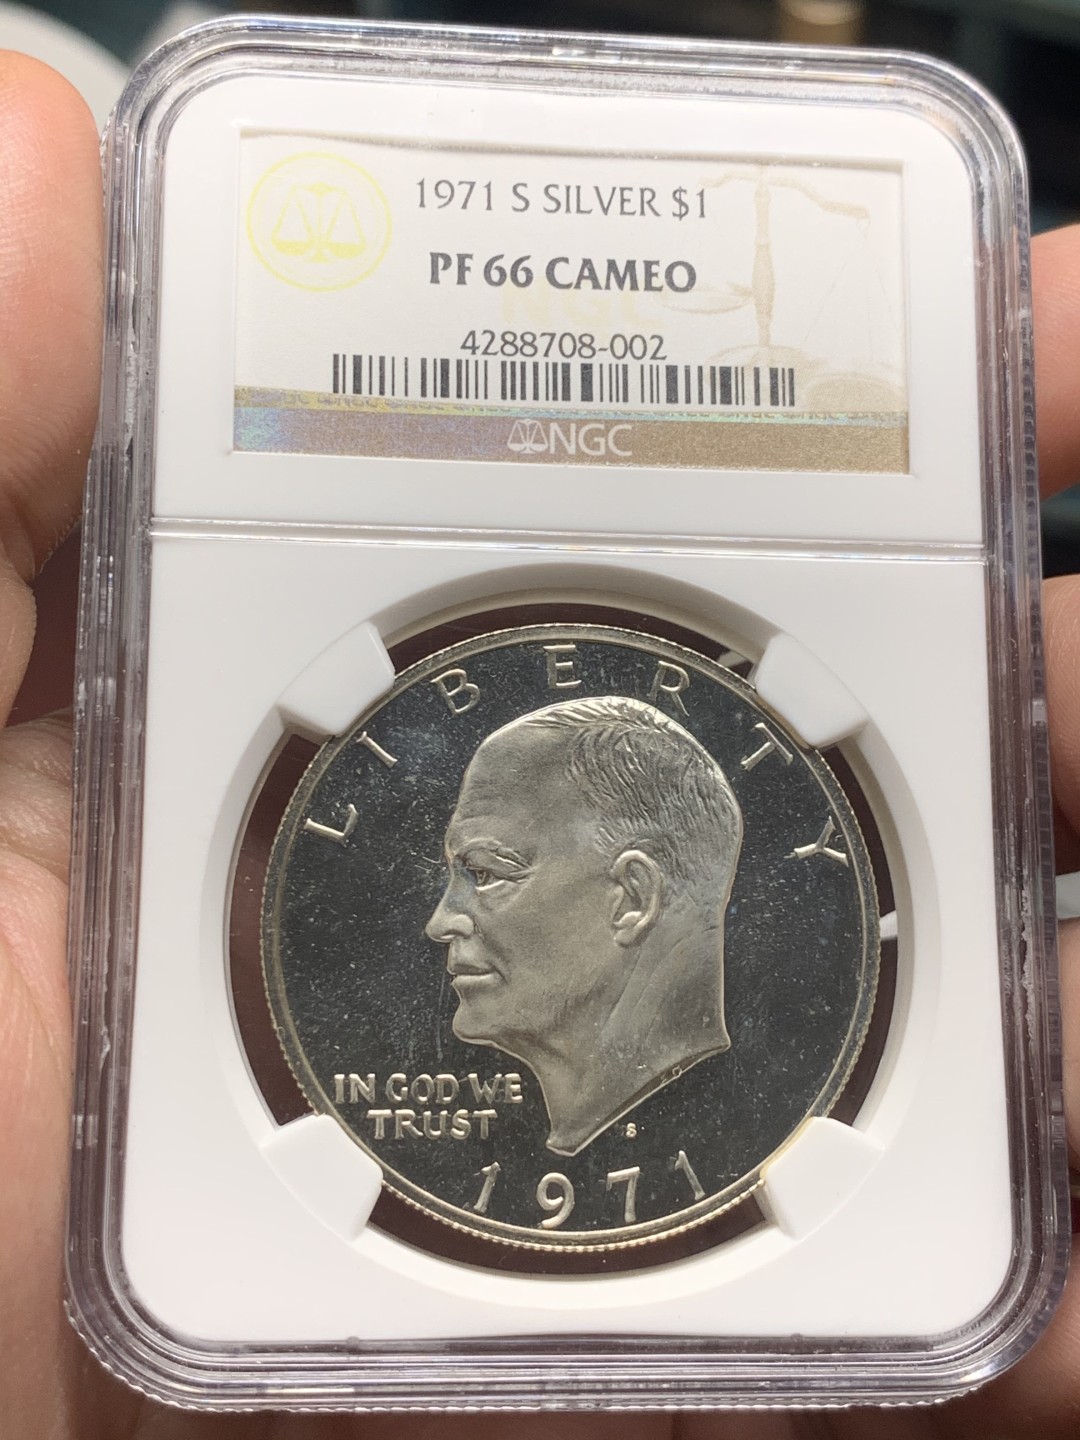 1971 S SILVER $1
PF 66 CAMEO
4288708-002
NGC
LIBERTY
IN GOD WE
TRUST
S
1971